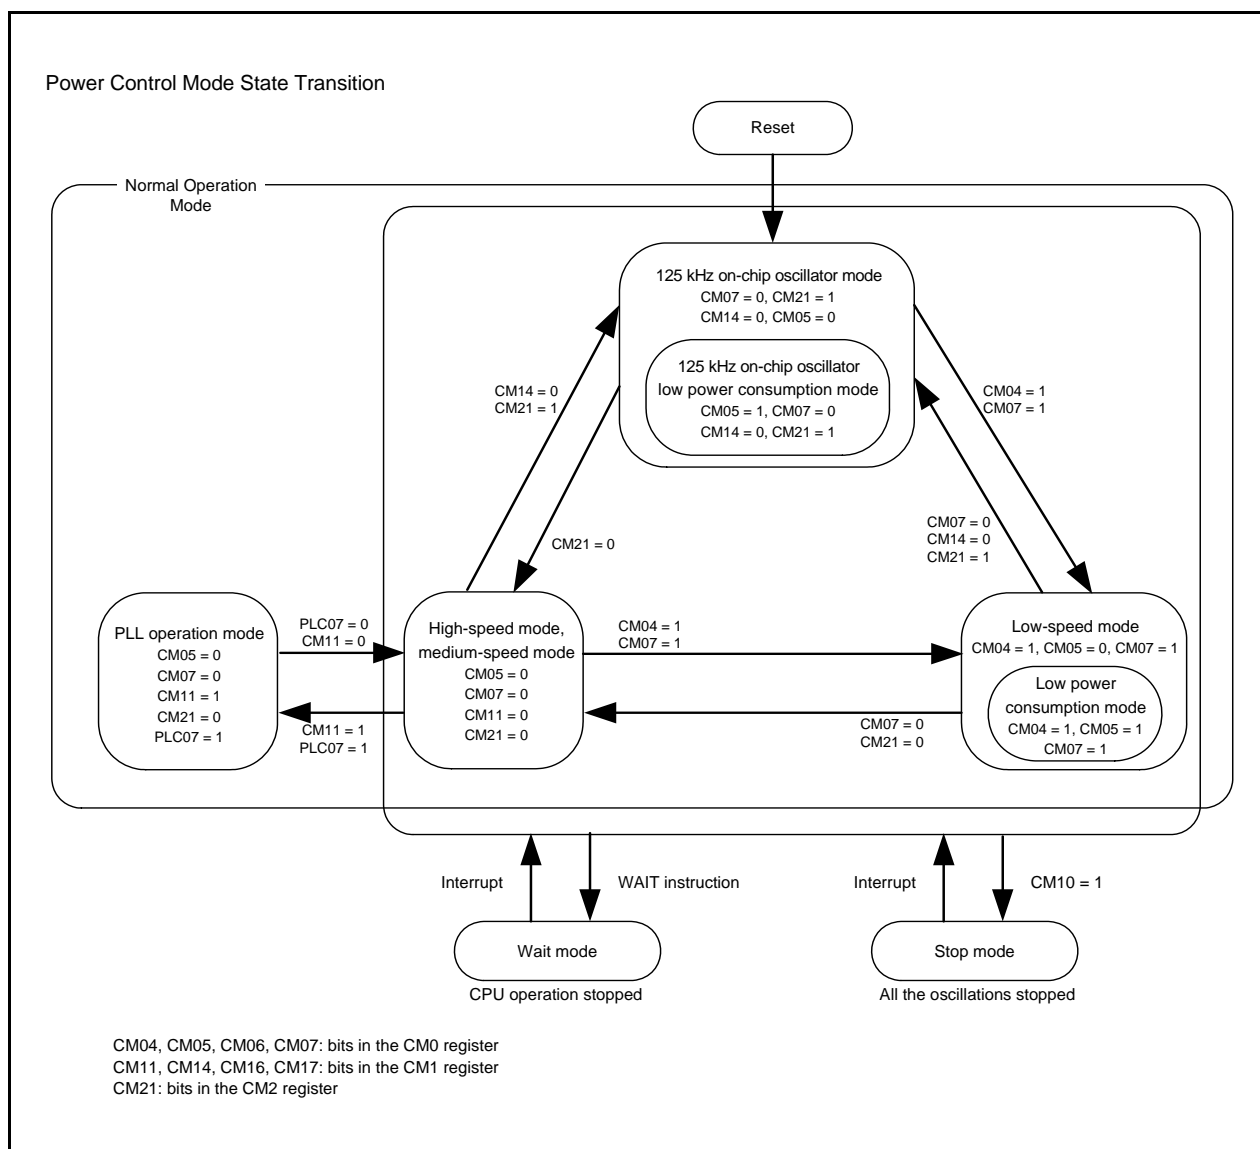 Power Control Mode State Transition
Reset
Normal Operation
Mode
125 kHz on-chip oscillator mode
CM07 = 0, CM21 = 1
CM14 = 0, CM05 = 0
125 kHz on-chip oscillator
low power consumption mode
CM05 = 1, CM07 = 0
CM14 = 0, CM21 = 1
CM14 = 0
CM21 = 1
CM04 = 1
CM07 = 1
CM21 = 0
CM07 = 0
CM14 = 0
CM21 = 1
PLL operation mode
CM05 = 0
CM07 = 0
CM11 = 1
CM21 = 0
PLC07 = 1
PLC07 = 0
CM11 = 0
CM11 = 1
PLC07 = 1
High-speed mode,
medium-speed mode
CM05 = 0
CM07 = 0
CM11 = 0
CM21 = 0
CM04 = 1
CM07 = 1
CM07 = 0
CM21 = 0
Low-speed mode
CM04 = 1, CM05 = 0, CM07 = 1
Low power
consumption mode
CM04 = 1, CM05 = 1
CM07 = 1
Interrupt
WAIT instruction
Interrupt
CM10 = 1
Wait mode
CPU operation stopped
Stop mode
All the oscillations stopped
CM04, CM05, CM06, CM07: bits in the CM0 register
CM11, CM14, CM16, CM17: bits in the CM1 register
CM21: bits in the CM2 register